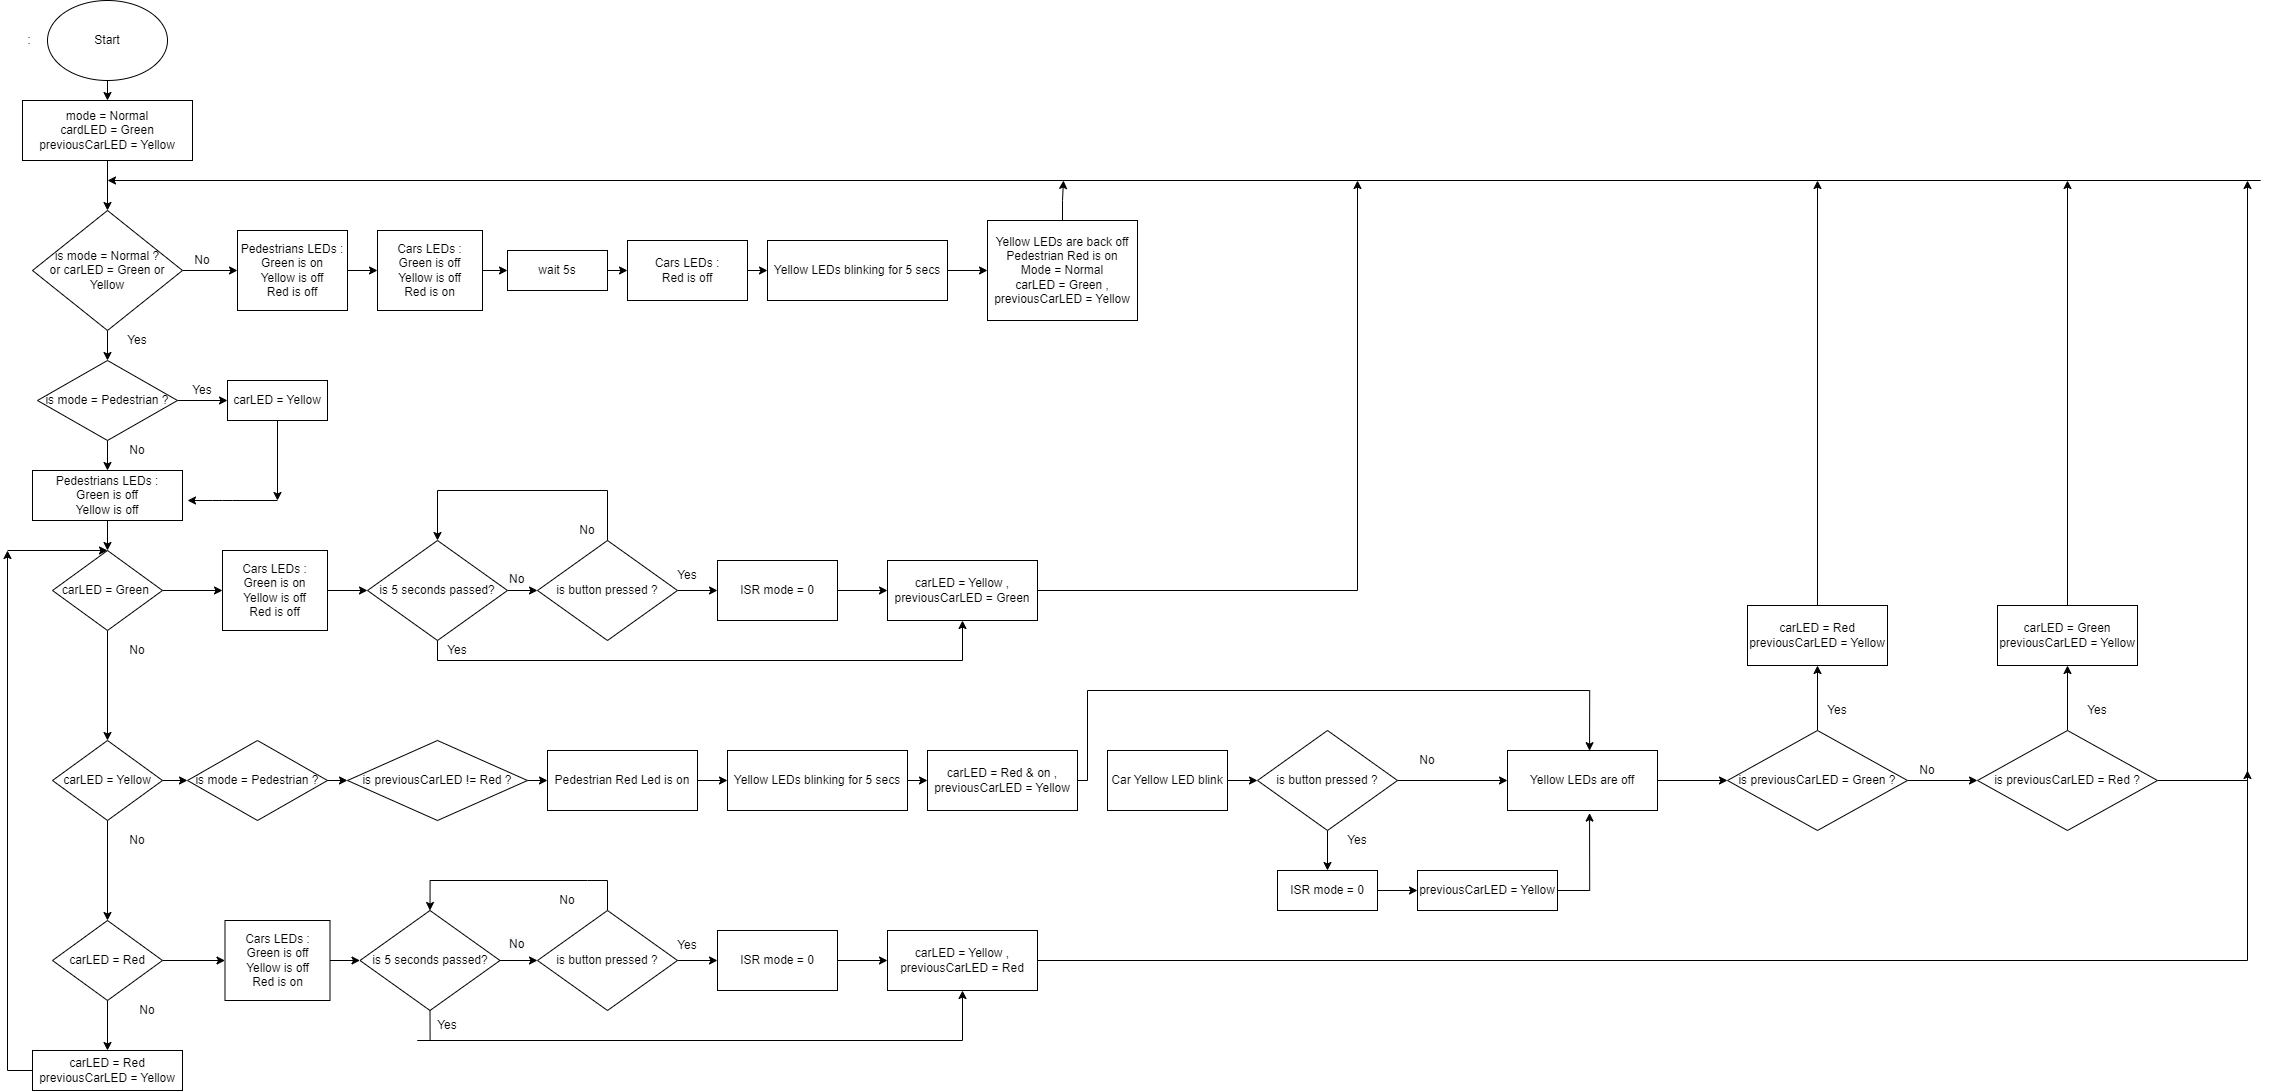 :
Start
mode = Normal
cardLED = Green
previousCarLED = Yellow
is mode = Normal ?
or carLED = Green or
Yellow
No
Pedestrians LEDs :
Green is on
Yellow is off
Red is off
Cars LEDs :
Green is off
Yellow is off
Red is on
wait 5s
Cars LEDs :
Red is off
Yellow LEDs blinking for 5 secs
Yellow LEDs are back off
Pedestrian Red is on
Mode = Normal
carLED = Green ,
previousCarLED = Yellow
Yes
is mode = Pedestrian ?
Yes
carLED = Yellow
No
Pedestrians LEDs :
Green is off
Yellow is off
carLED = Green
Cars LEDs :
Green is on
Yellow is off
Red is off
is 5 seconds passed?
No
is button pressed ?
No
Yes
ISR mode = 0
carLED = Yellow ,
previousCarLED = Green
Yes
No
carLED = Yellow
is mode = Pedestrian ?
is previousCarLED != Red ?
Pedestrian Red Led is on
Yellow LEDs blinking for 5 secs
carLED = Red & on ,
previousCarLED = Yellow
Car Yellow LED blink
is button pressed ?
No
Yellow LEDs are off
Yes
ISR mode = 0
previousCarLED = Yellow
is previousCarLED = Green ?
Yes
carLED = Red
previousCarLED = Yellow
No
is previousCarLED = Red ?
Yes
carLED = Green
previousCarLED = Yellow
No
carLED = Red
Cars LEDs :
Green is off
Yellow is off
Red is on
is 5 seconds passed?
No
is button pressed ?
No
Yes
ISR mode = 0
carLED = Yellow ,
previousCarLED = Red
Yes
No
carLED = Red
previousCarLED = Yellow